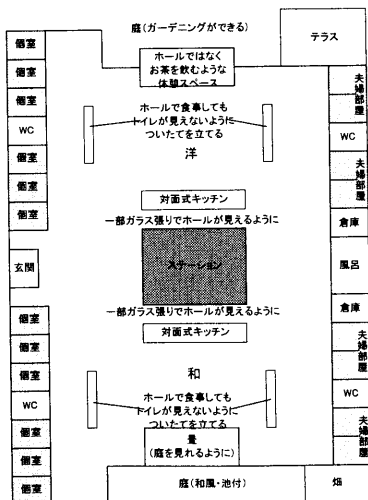 庭(ガーデニングができる)
テラス
個室
個室
個室
WC
個室
個室
個室
玄関
個室
個室
個室
WC
個室
個室
個室
ホールではなく
お茶を飲むような
体憩スペース
ホールで食事しても
トイレが見えないように
ついたてを立てる
洋
対面式キッチン
一部ガラス張りでホールが見えるように
ステーション
一部ガラス張りでホールが見えるように
対面式キッチン
和
ホールで食事しても
トイレが見えないように
ついたてを立てる
畳
(庭を見れるように)
庭(和風・池付)
夫婦部屋
WC
夫婦部屋
倉庫
風呂
倉庫
夫婦部屋
WC
夫婦部屋
畑